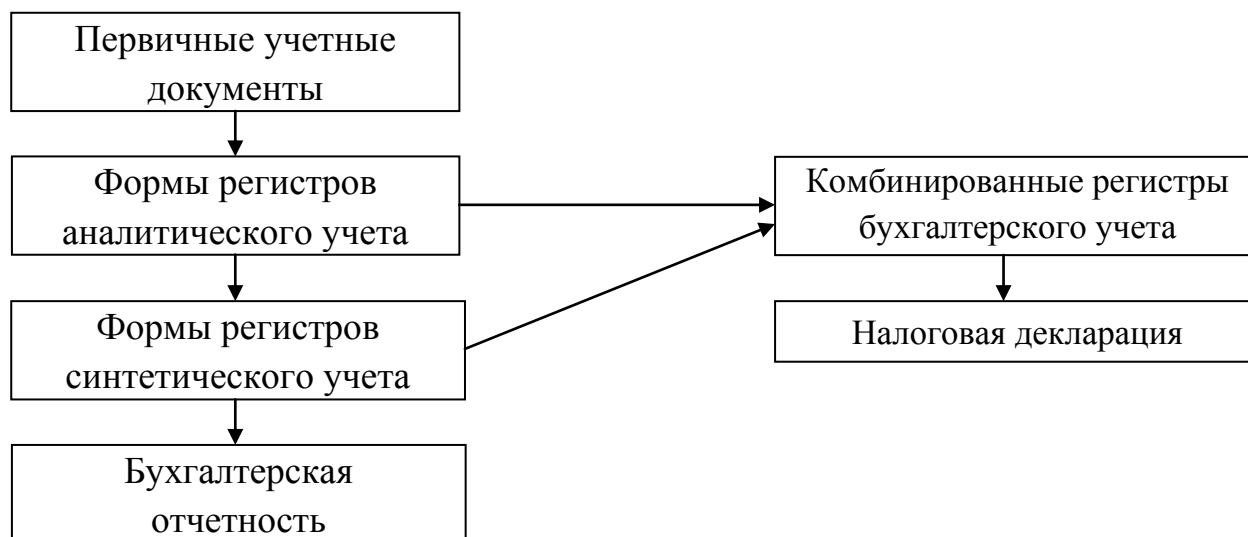 Первичные учетные
документы
Формы регистров
аналитического учета
Комбинированные регистры
бухгалтерского учета
Формы регистров
синтетического учета
Налоговая декларация
Бухгалтерская
отчетность